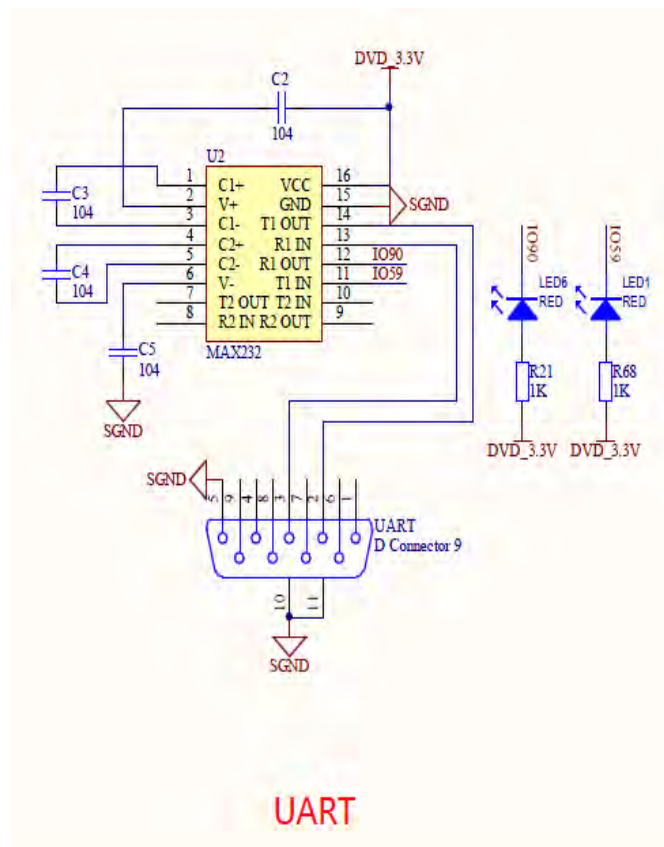 DVD_3.3V
C2
104
U2
1 C1+ VCC 16
2 V+ GND 15
3 C1- T1 OUT 14
4 C2+ R1 IN 13
5 C2- R1 OUT 12
6 V- T1 IN 11
7 T2 OUT T2 IN 10
8 R2 IN R2 OUT 9
MAX232
C3
104
C4
104
C5
104
SGND
SGND
IO90
IO59
IO90
LED6
RED
R21
1K
DVD_3.3V
IO59
LED1
RED
R68
1K
DVD_3.3V
SGND
5 9 4 8 3 7 2 6 1
UART
D Connector 9
10 11
SGND
UART